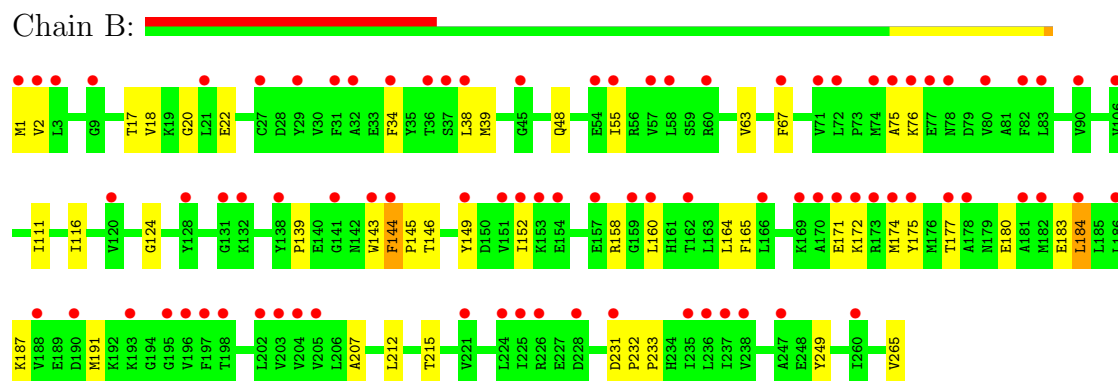 Chain B:
M1 V2 L3 G9 T17 V18 K19 G20 L21 E22 C27 D28 Y29 V30 F31 A32 E33 F34 Y35 T36 S37 L38 M39 G45 Q48 E54 I55 R56 V57 L58 S59 R60 V63 F67 V71 L72 P73 M74 A75 K76 E77 N78 D79 V80 A81 F82 L83 V90
I111 I116 V120 G124 Y128 G131 K132 Y138 P139 E140 G141 N142 W143 F144 P145 T146 Y149 D150 V151 I152 K153 E154 E157 R158 G159 L160 H161 T162 L163 L164 F165 L166 K169 A170 E171 K172 R173 M174 Y175 M176 T177 A178 N179 E180 A181 M182 E183 L184 L185
K187 V188 E189 D190 M191 K192 K193 G194 G195 V196 F197 T198 L202 V203 V204 V205 L206 A207 L212 T215 V221 L224 I225 R226 E227 D228 D231 P232 P233 H234 I235 L236 I237 V238 A247 E248 Y249 I260 V265